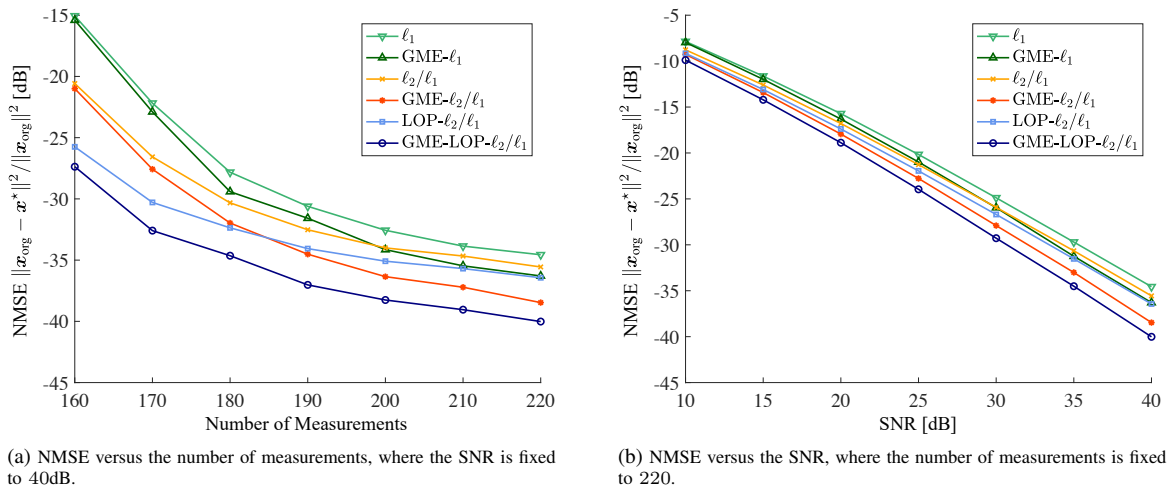 -15
-20
-25
-30
-35
-40
-45
NMSE ||x_org − x*||²/||x_org||² [dB]
160 170 180 190 200 210 220
Number of Measurements
ℓ₁
GME-ℓ₁
ℓ₂/ℓ₁
GME-ℓ₂/ℓ₁
LOP-ℓ₂/ℓ₁
GME-LOP-ℓ₂/ℓ₁
(a) NMSE versus the number of measurements, where the SNR is fixed
to 40dB.
-5
-10
-15
-20
-25
-30
-35
-40
-45
NMSE ||x_org − x*||²/||x_org||² [dB]
10 15 20 25 30 35 40
SNR [dB]
ℓ₁
GME-ℓ₁
ℓ₂/ℓ₁
GME-ℓ₂/ℓ₁
LOP-ℓ₂/ℓ₁
GME-LOP-ℓ₂/ℓ₁
(b) NMSE versus the SNR, where the number of measurements is fixed
to 220.